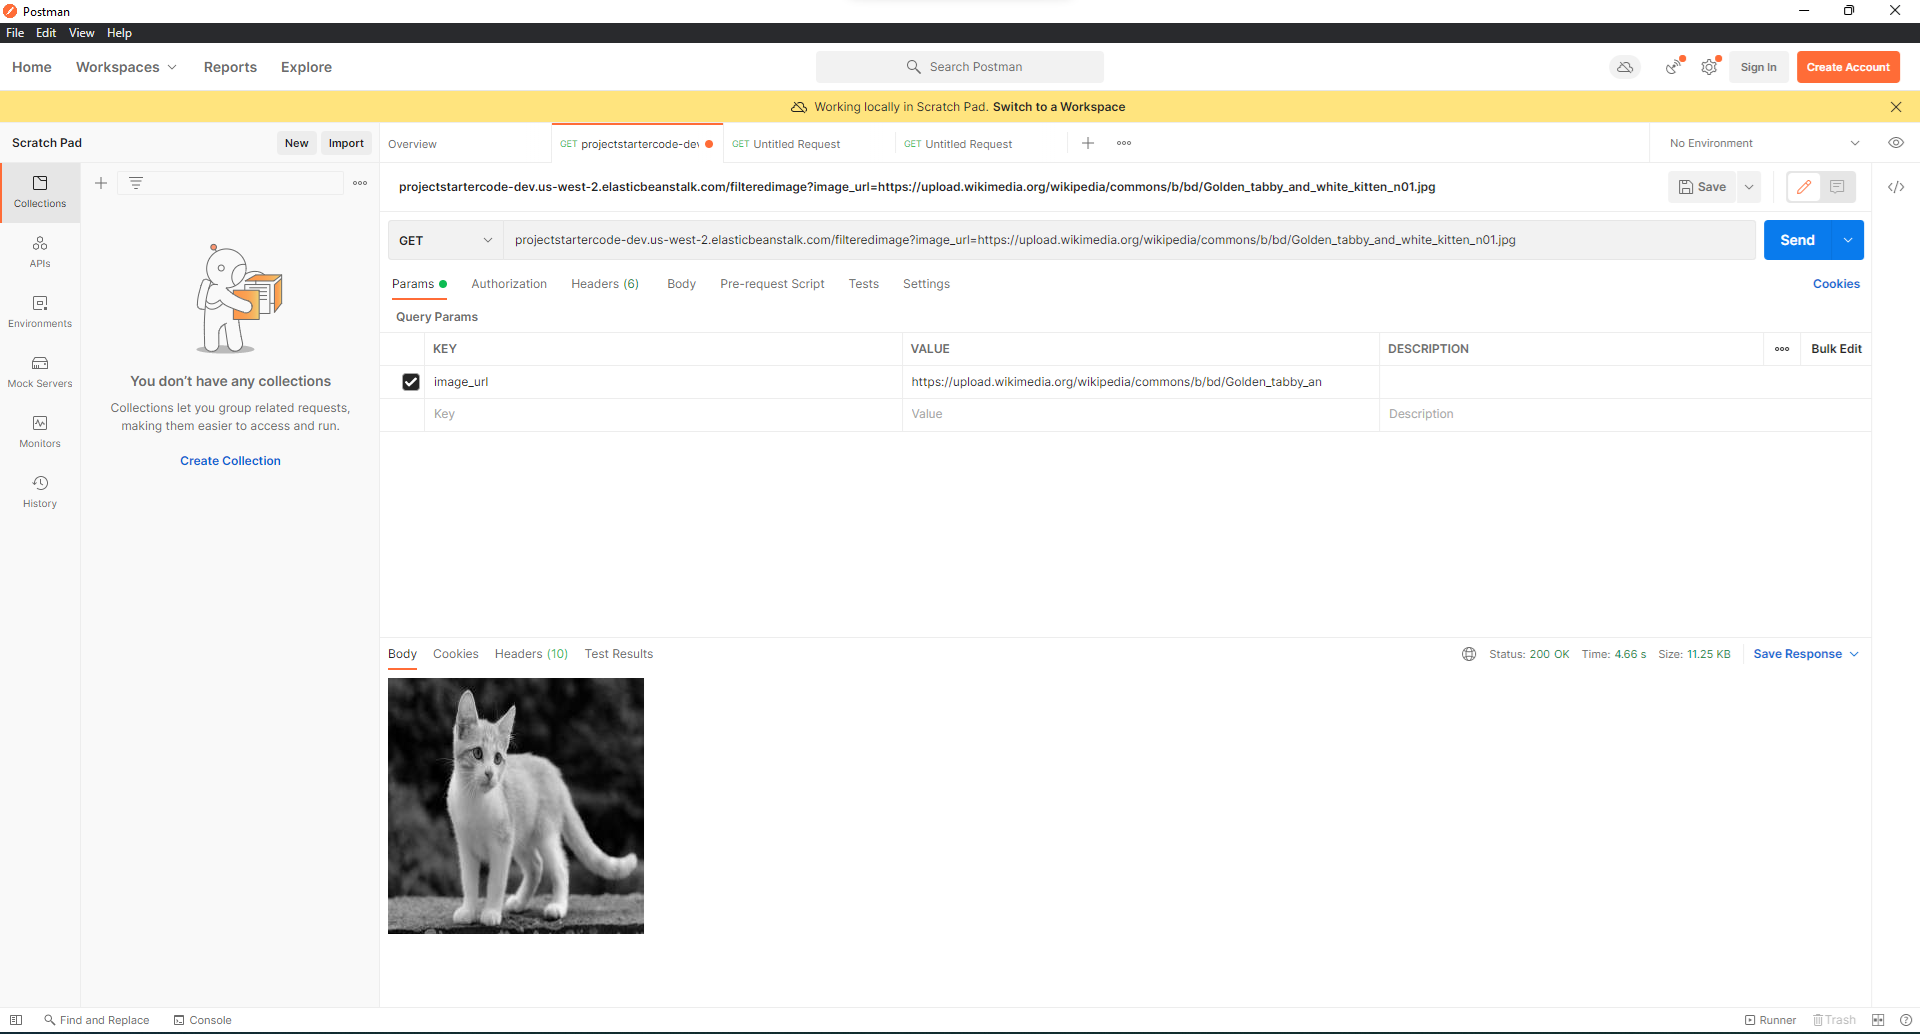 Postman
File Edit View Help
Home Workspaces Reports Explore
Search Postman
Sign In Create Account
Working locally in Scratch Pad. Switch to a Workspace
Scratch Pad
New Import
Overview
GET projectstartercode-dev
GET Untitled Request
GET Untitled Request
No Environment
Collections
APIs
Environments
Mock Servers
Monitors
History
You don't have any collections
Collections let you group related requests,
making them easier to access and run.
Create Collection
projectstartercode-dev.us-west-2.elasticbeanstalk.com/filteredimage?image_url=https://upload.wikimedia.org/wikipedia/commons/b/bd/Golden_tabby_and_white_kitten_n01.jpg
Save
GET
projectstartercode-dev.us-west-2.elasticbeanstalk.com/filteredimage?image_url=https://upload.wikimedia.org/wikipedia/commons/b/bd/Golden_tabby_and_white_kitten_n01.jpg
Send
Params Authorization Headers (6) Body Pre-request Script Tests Settings
Cookies
Query Params
KEY VALUE DESCRIPTION
Bulk Edit
image_url https://upload.wikimedia.org/wikipedia/commons/b/bd/Golden_tabby_an
Key Value Description
Body Cookies Headers (10) Test Results
Status: 200 OK Time: 4.66 s Size: 11.25 KB Save Response
Find and Replace Console
Runner Trash